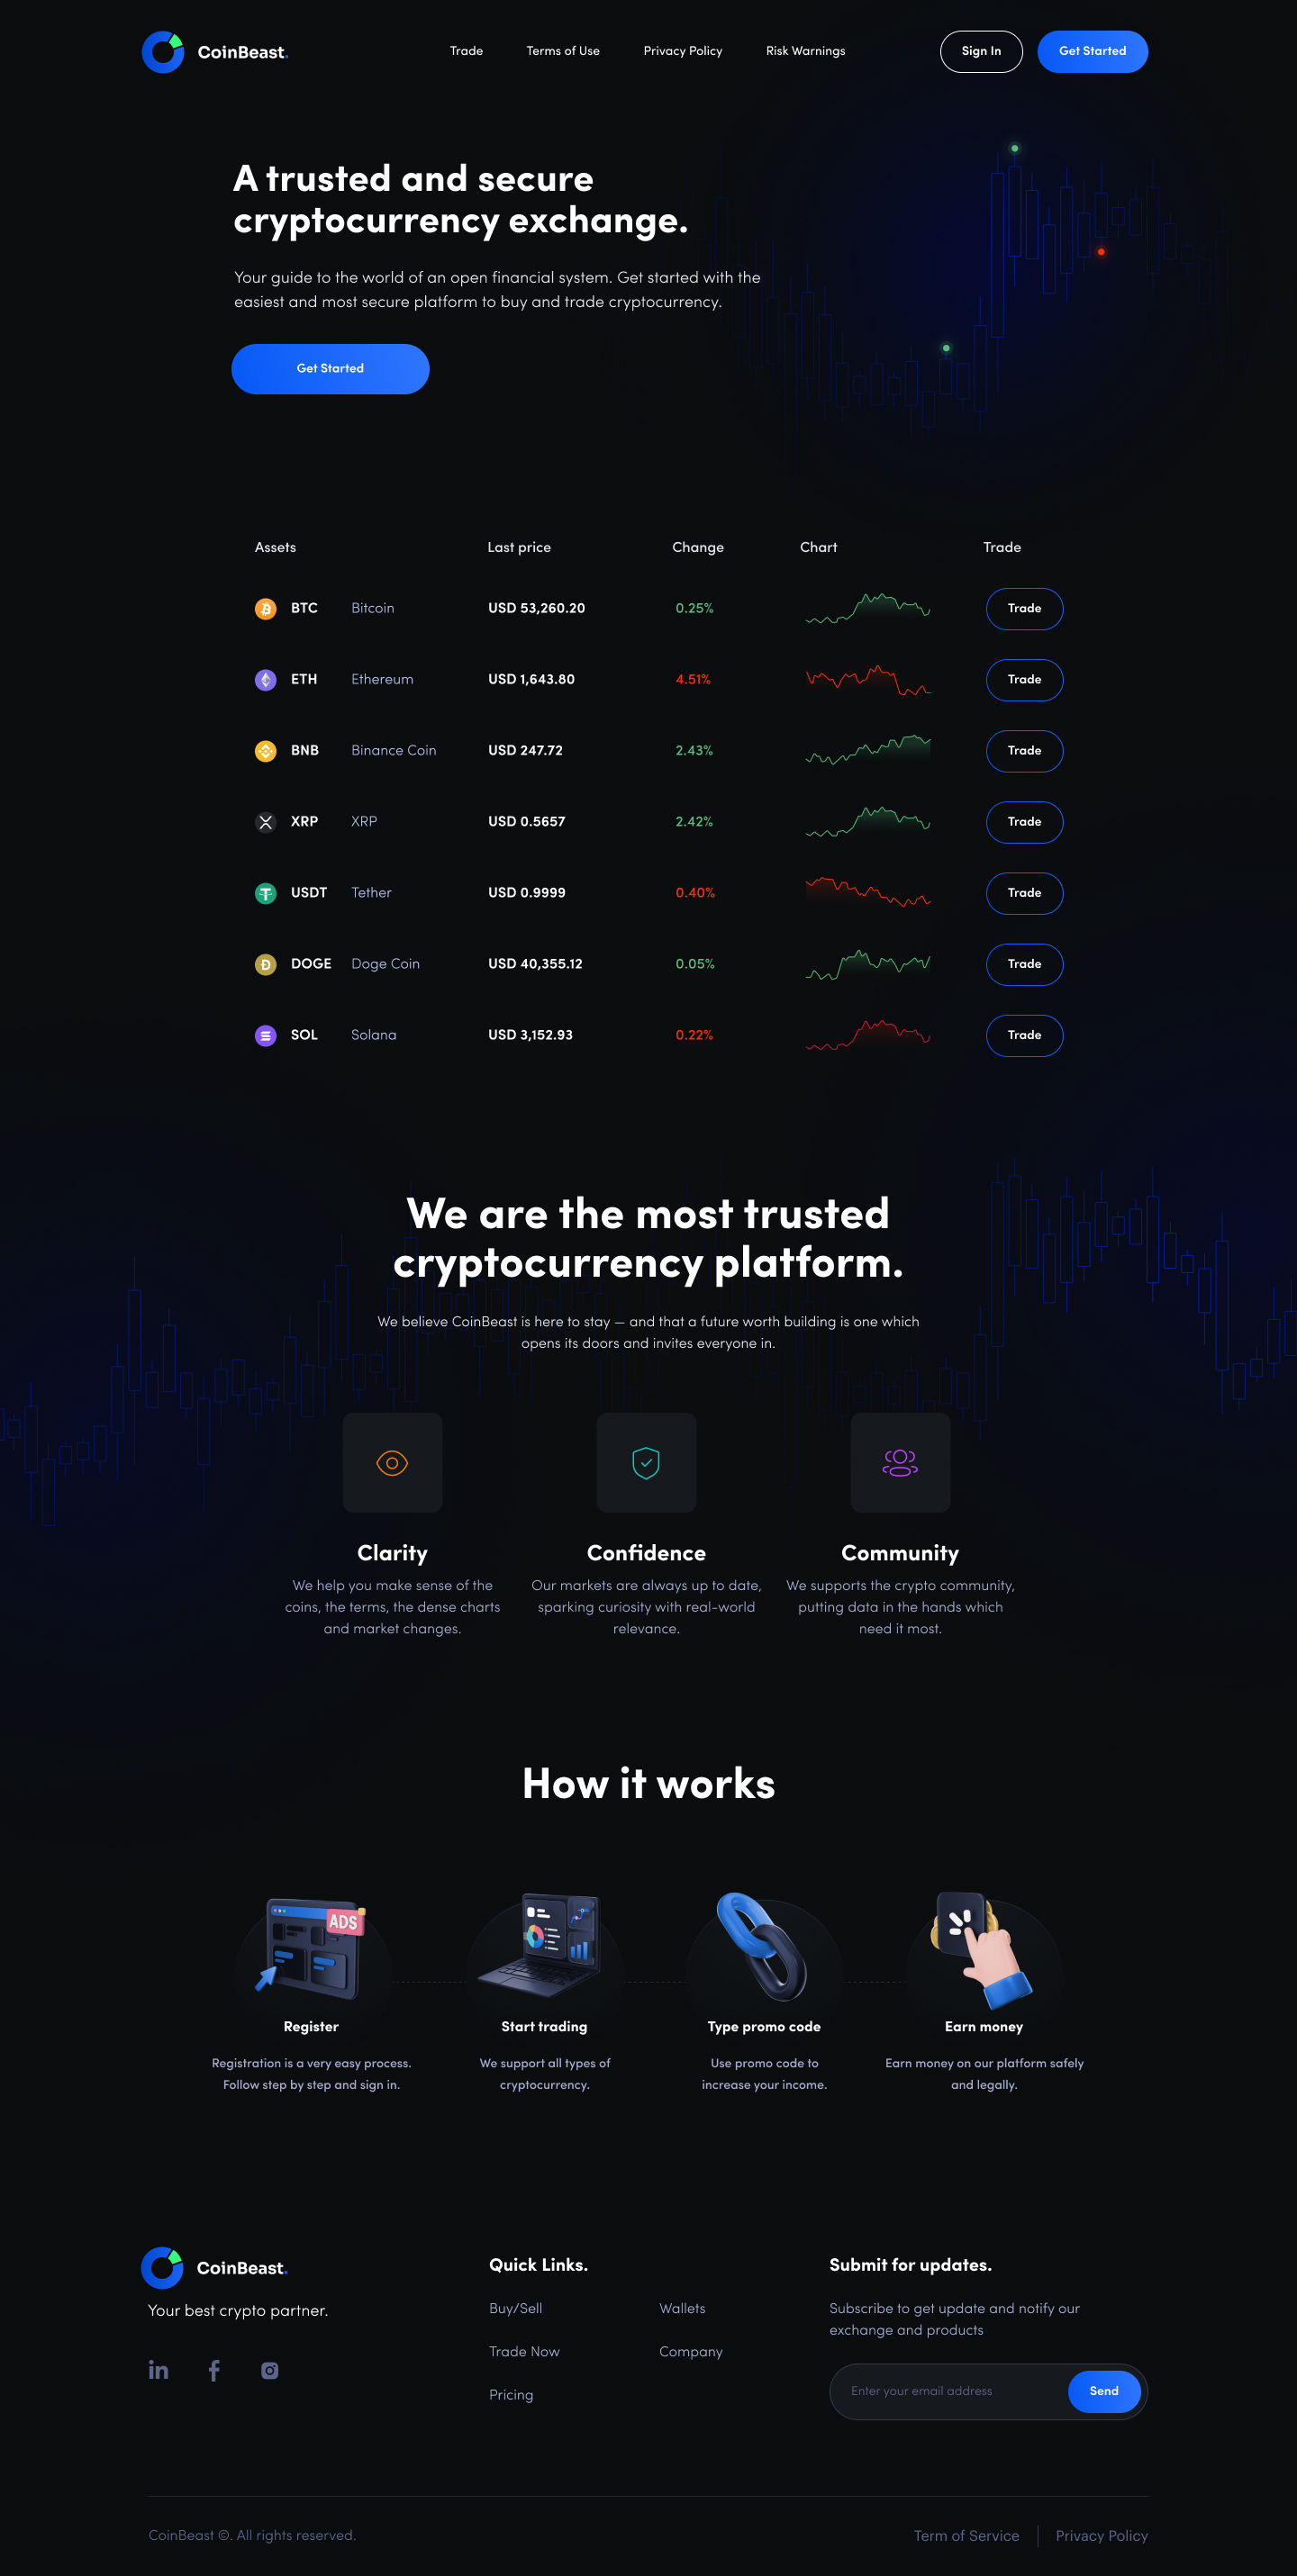 CoinBeast.
Trade
Terms of Use
Privacy Policy
Risk Warnings
Sign In
Get Started
A trusted and secure
cryptocurrency exchange.
Your guide to the world of an open financial system. Get started with the
easiest and most secure platform to buy and trade cryptocurrency.
Get Started
Assets Last price Change Chart Trade
BTC Bitcoin USD 53,260.20 0.25% Trade
ETH Ethereum USD 1,643.80 4.51% Trade
BNB Binance Coin USD 247.72 2.43% Trade
XRP XRP USD 0.5657 2.42% Trade
USDT Tether USD 0.9999 0.40% Trade
DOGE Doge Coin USD 40,355.12 0.05% Trade
SOL Solana USD 3,152.93 0.22% Trade
We are the most trusted
cryptocurrency platform.
We believe CoinBeast is here to stay — and that a future worth building is one which
opens its doors and invites everyone in.
Clarity
We help you make sense of the
coins, the terms, the dense charts
and market changes.
Confidence
Our markets are always up to date,
sparking curiosity with real-world
relevance.
Community
We supports the crypto community,
putting data in the hands which
need it most.
How it works
ADS
Register
Registration is a very easy process.
Follow step by step and sign in.
Start trading
We support all types of
cryptocurrency.
Type promo code
Use promo code to
increase your income.
Earn money
Earn money on our platform safely
and legally.
CoinBeast.
Your best crypto partner.
Quick Links.
Buy/Sell
Wallets
Trade Now
Company
Pricing
Submit for updates.
Subscribe to get update and notify our
exchange and products
Enter your email address
Send
CoinBeast ©. All rights reserved.
Term of Service
Privacy Policy